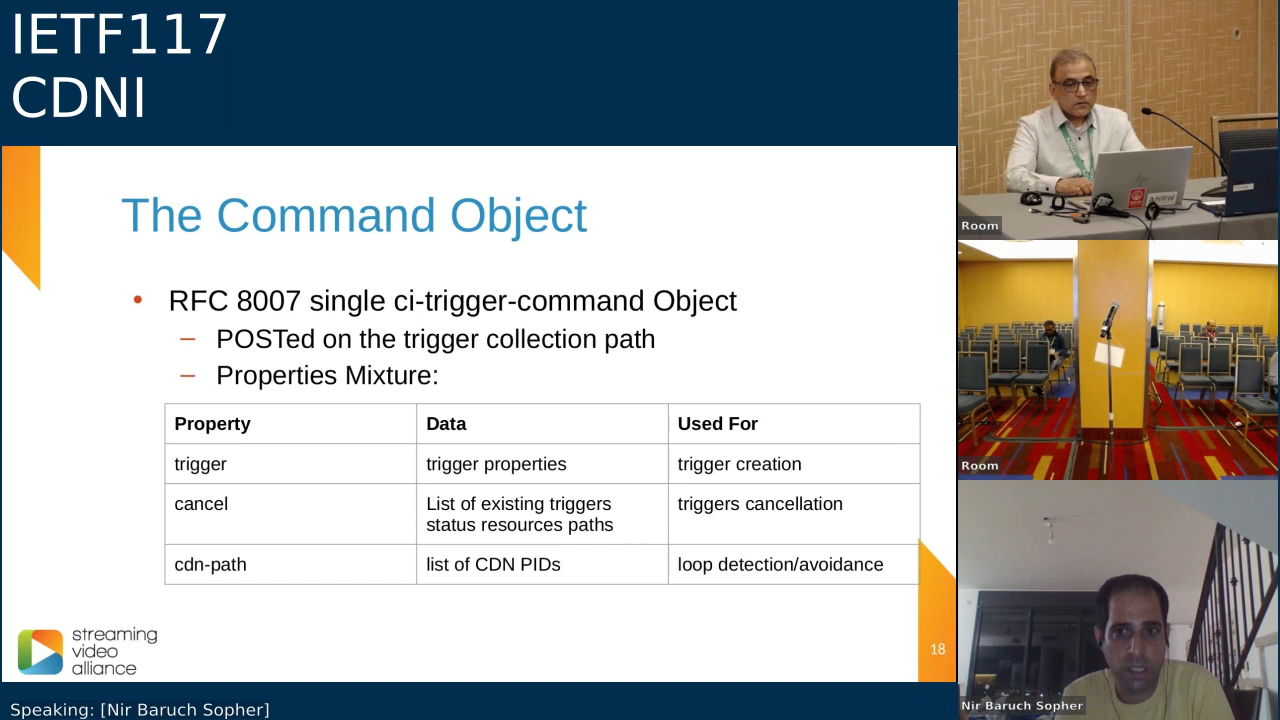 IETF117
CDNI
The Command Object
• RFC 8007 single ci-trigger-command Object
– POSTed on the trigger collection path
– Properties Mixture:
Property Data Used For
trigger trigger properties trigger creation
cancel List of existing triggers status resources paths triggers cancellation
cdn-path list of CDN PIDs loop detection/avoidance
streaming
video
alliance
18
Speaking: [Nir Baruch Sopher]
Room
hp
ANRW
Room
Nir Baruch Sopher